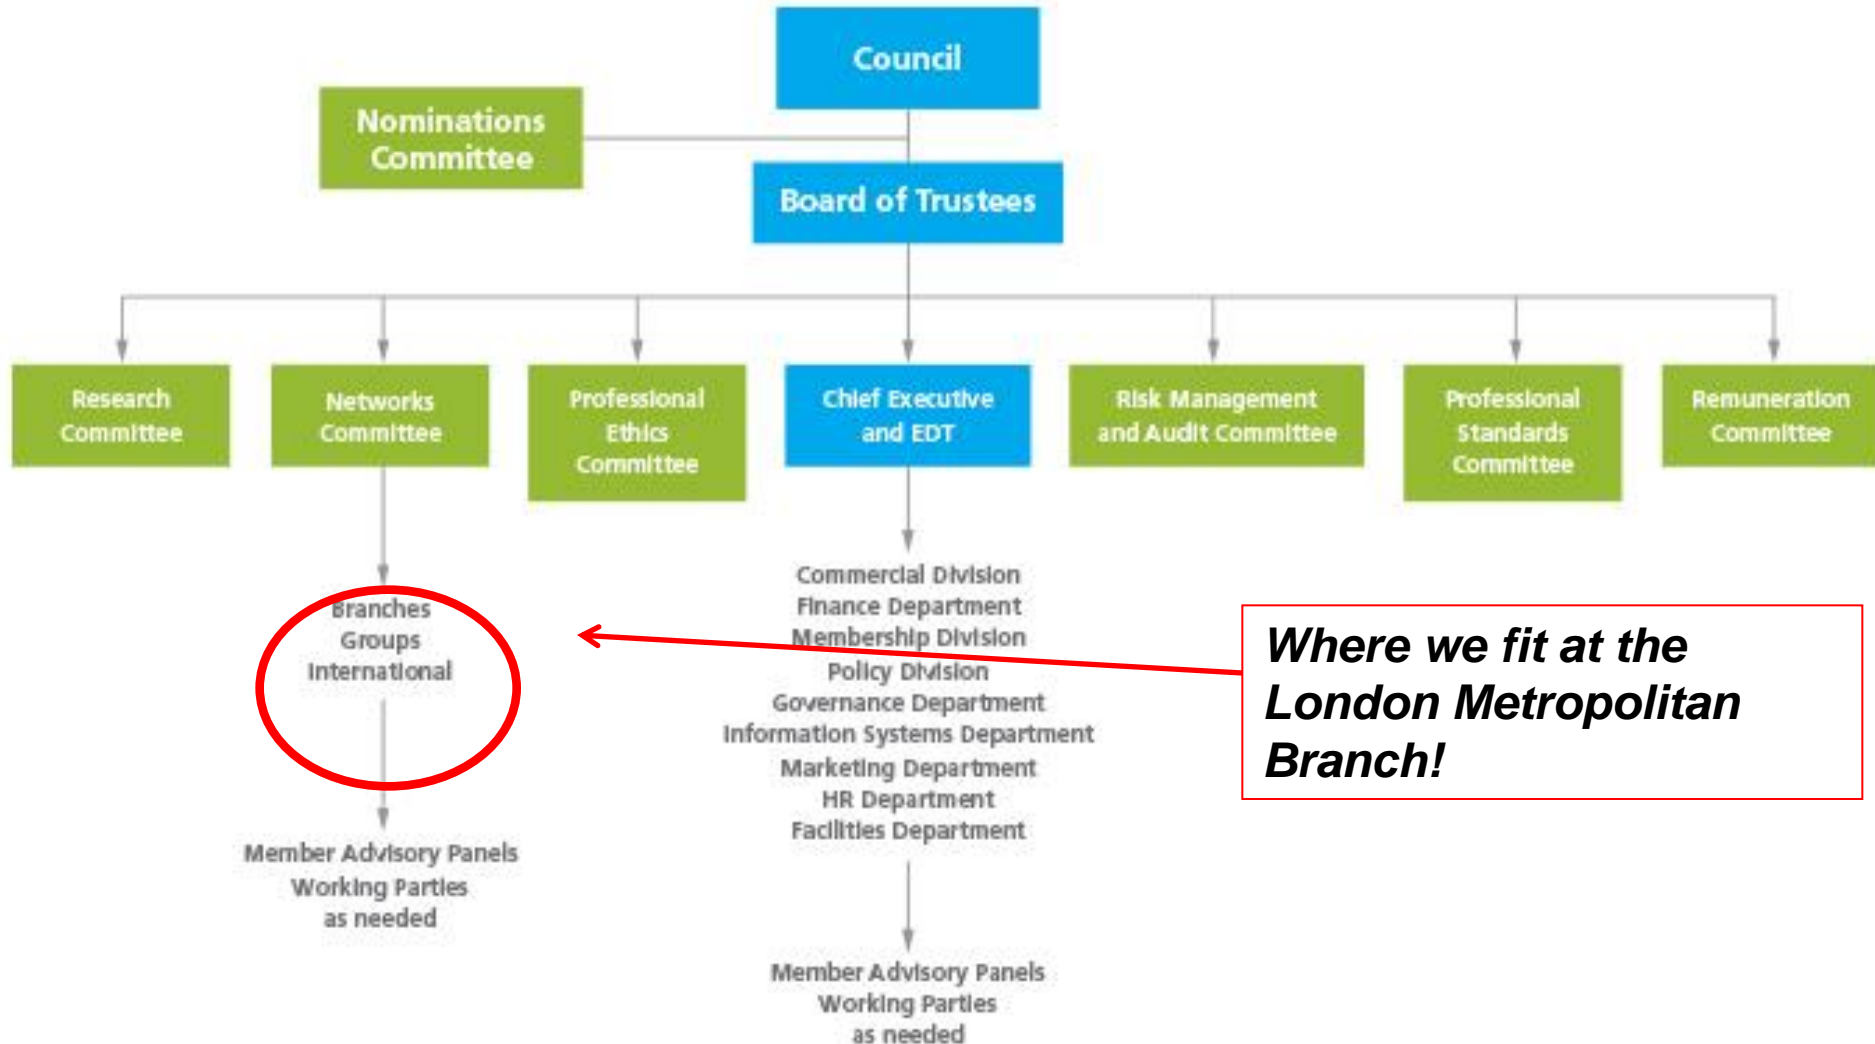 Council
Nominations
Committee
Board of Trustees
Research
Committee
Networks
Committee
Professional
Ethics
Committee
Chief Executive
and EDT
Risk Management
and Audit Committee
Professional
Standards
Committee
Remuneration
Committee
Branches
Groups
International
Member Advisory Panels
Working Parties
as needed
Commercial Division
Finance Department
Membership Division
Policy Division
Governance Department
Information Systems Department
Marketing Department
HR Department
Facilities Department
Member Advisory Panels
Working Parties
as needed
Where we fit at the
London Metropolitan
Branch!